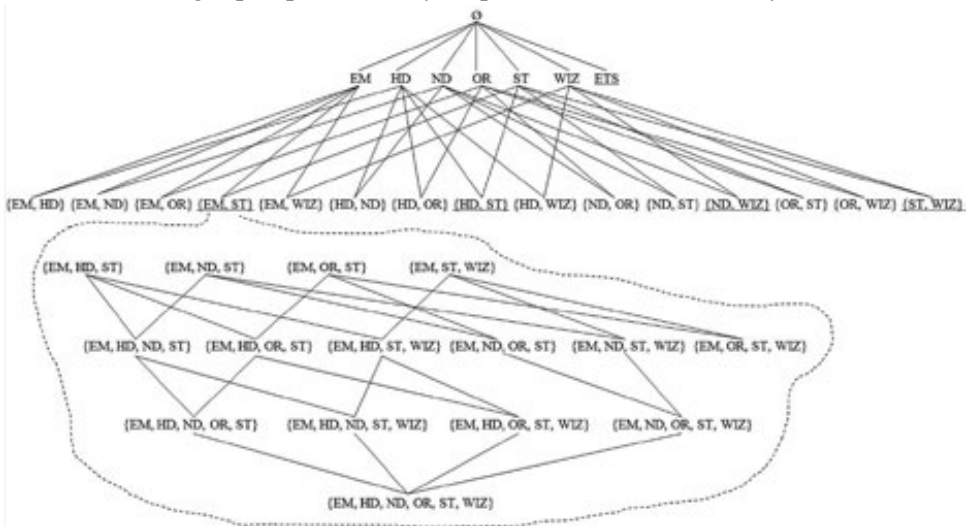 Ø
EM HD ND OR ST WIZ ETS
{EM, HD} {EM, ND} {EM, OR} {EM, ST} {EM, WIZ} {HD, ND} {HD, OR} {HD, ST} {HD, WIZ} {ND, OR} {ND, ST} {ND, WIZ} {OR, ST} {OR, WIZ} {ST, WIZ}
{EM, HD, ST} {EM, ND, ST} {EM, OR, ST} {EM, ST, WIZ}
{EM, HD, ND, ST} {EM, HD, OR, ST} {EM, HD, ST, WIZ} {EM, ND, OR, ST} {EM, ND, ST, WIZ} {EM, OR, ST, WIZ}
{EM, HD, ND, OR, ST} {EM, HD, ND, ST, WIZ} {EM, HD, OR, ST, WIZ} {EM, ND, OR, ST, WIZ}
{EM, HD, ND, OR, ST, WIZ}